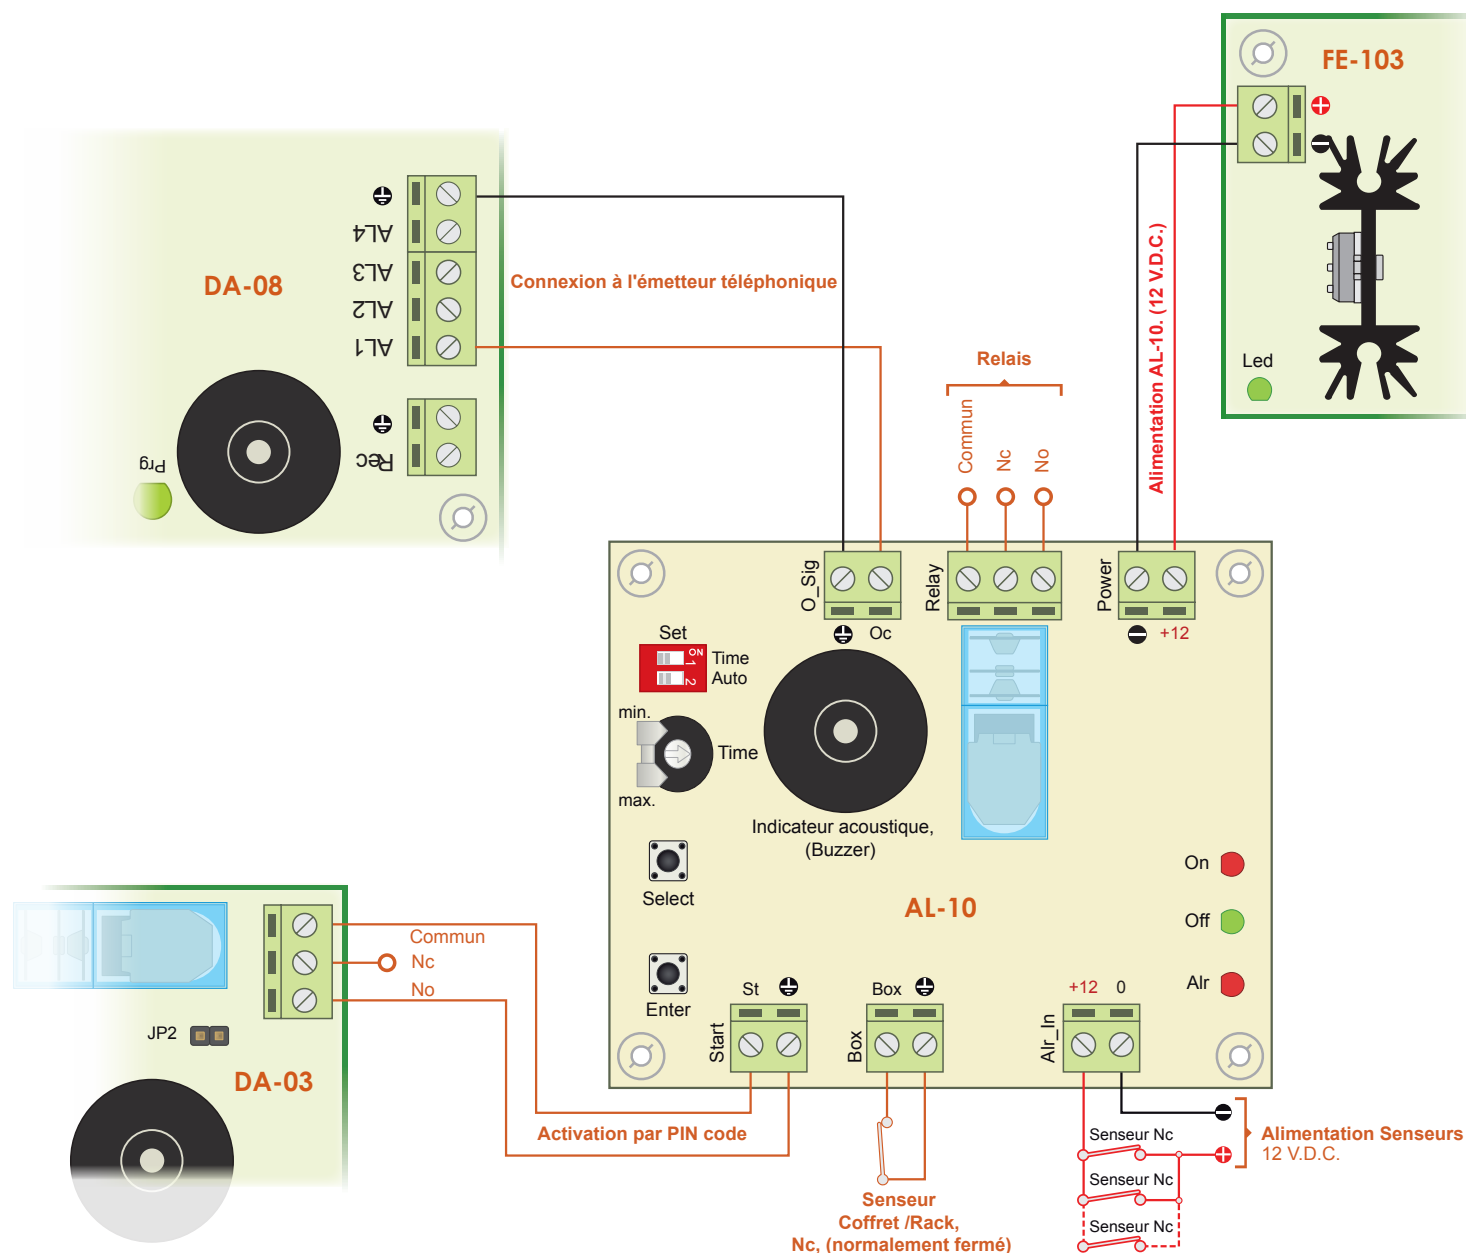 FE-103
Alimentation AL-10. (12 V.D.C.)
Led
AL4
AL3
AL2
AL1
DA-08
Connexion à l'émetteur téléphonique
Rec
Prg
Relais
Commun
Nc
No
O_Sig
Relay
Power
Oc
+12
Set
ON
1
2
Time
Auto
min.
Time
max.
Indicateur acoustique,
(Buzzer)
Select
Enter
AL-10
On
Off
Alr
Commun
Nc
No
JP2
DA-03
St
Start
Box
Box
+12
0
Alr_In
Activation par PIN code
Senseur
Coffret /Rack,
Nc, (normalement fermé)
Senseur Nc
Senseur Nc
Senseur Nc
Alimentation Senseurs
12 V.D.C.